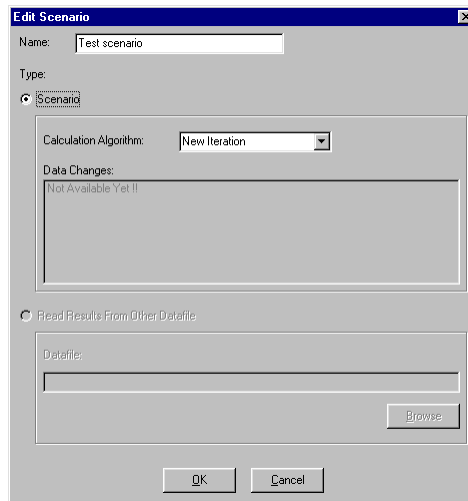 Edit Scenario
Name: Test scenario
Type:
Scenario
Calculation Algorithm: New Iteration
Data Changes:
Not Available Yet !!
Read Results From Other Datafile
Datafile:
Browse
OK Cancel